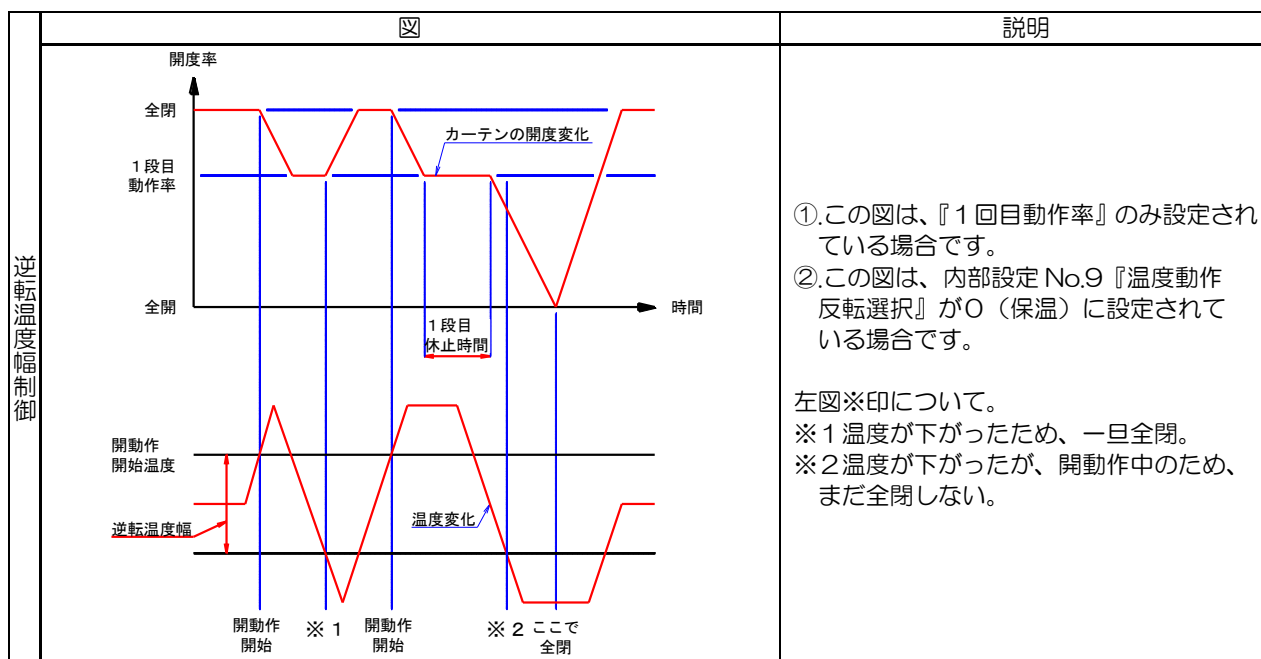 図
説明
逆転温度幅制御
開度率
全閉
カーテンの開度変化
1段目
動作率
全開
時間
1段目
休止時間
開動作
開始温度
逆転温度幅
温度変化
開動作
開始
※1
開動作
開始
※2
ここで
全閉
①.この図は、『1回目動作率』のみ設定され
ている場合です。
②.この図は、内部設定 No.9『温度動作
反転選択』が0（保温）に設定されて
いる場合です。
左図※印について。
※1温度が下がったため、一旦全閉。
※2温度が下がったが、開動作中のため、
まだ全閉しない。